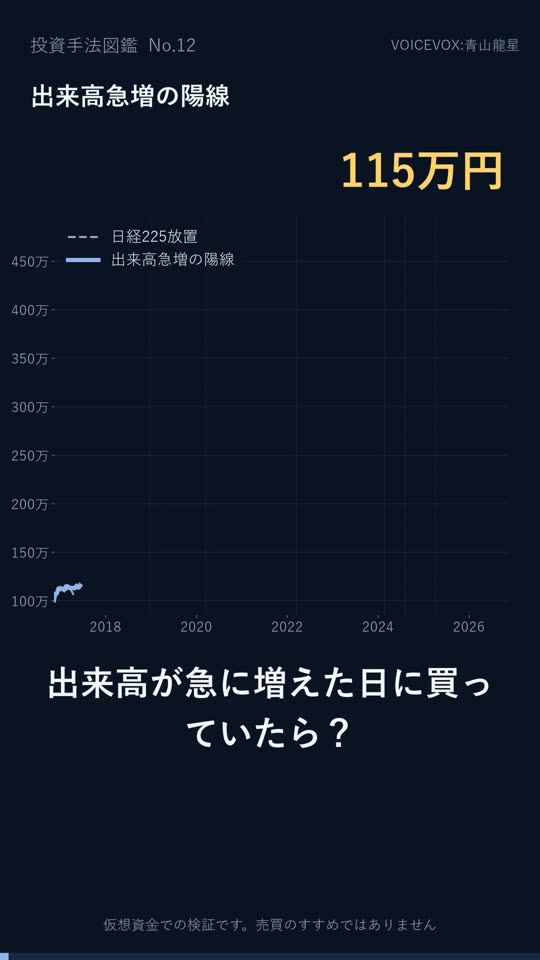 投資手法図鑑 No.12
VOICEVOX:青山龍星
出来高急増の陽線
115万円
日経225放置
出来高急増の陽線
450万
400万
350万
300万
250万
200万
150万
100万
2018 2020 2022 2024 2026
出来高が急に増えた日に買っ
ていたら？
仮想資金での検証です。売買のすすめではありません